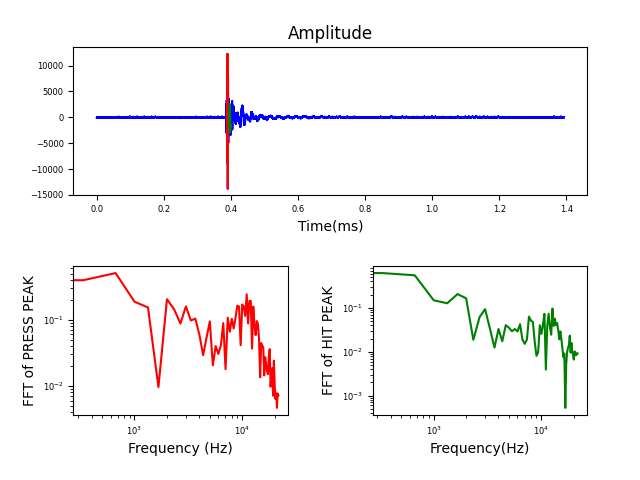 Amplitude
10000
5000
0
−5000
−10000
−15000
0.0 0.2 0.4 0.6 0.8 1.0 1.2 1.4
Time(ms)
FFT of PRESS PEAK
10⁻¹
10⁻²
10³ 10⁴
Frequency (Hz)
FFT of HIT PEAK
10⁻¹
10⁻²
10⁻³
10³ 10⁴
Frequency(Hz)